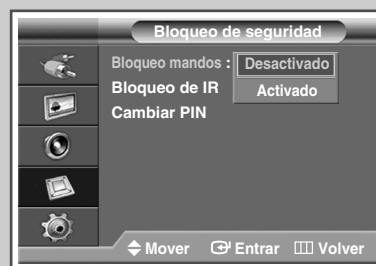 Bloqueo de seguridad
Bloqueo mandos : Desactivado
Bloqueo de IR Activado
Cambiar PIN
Mover Entrar Volver